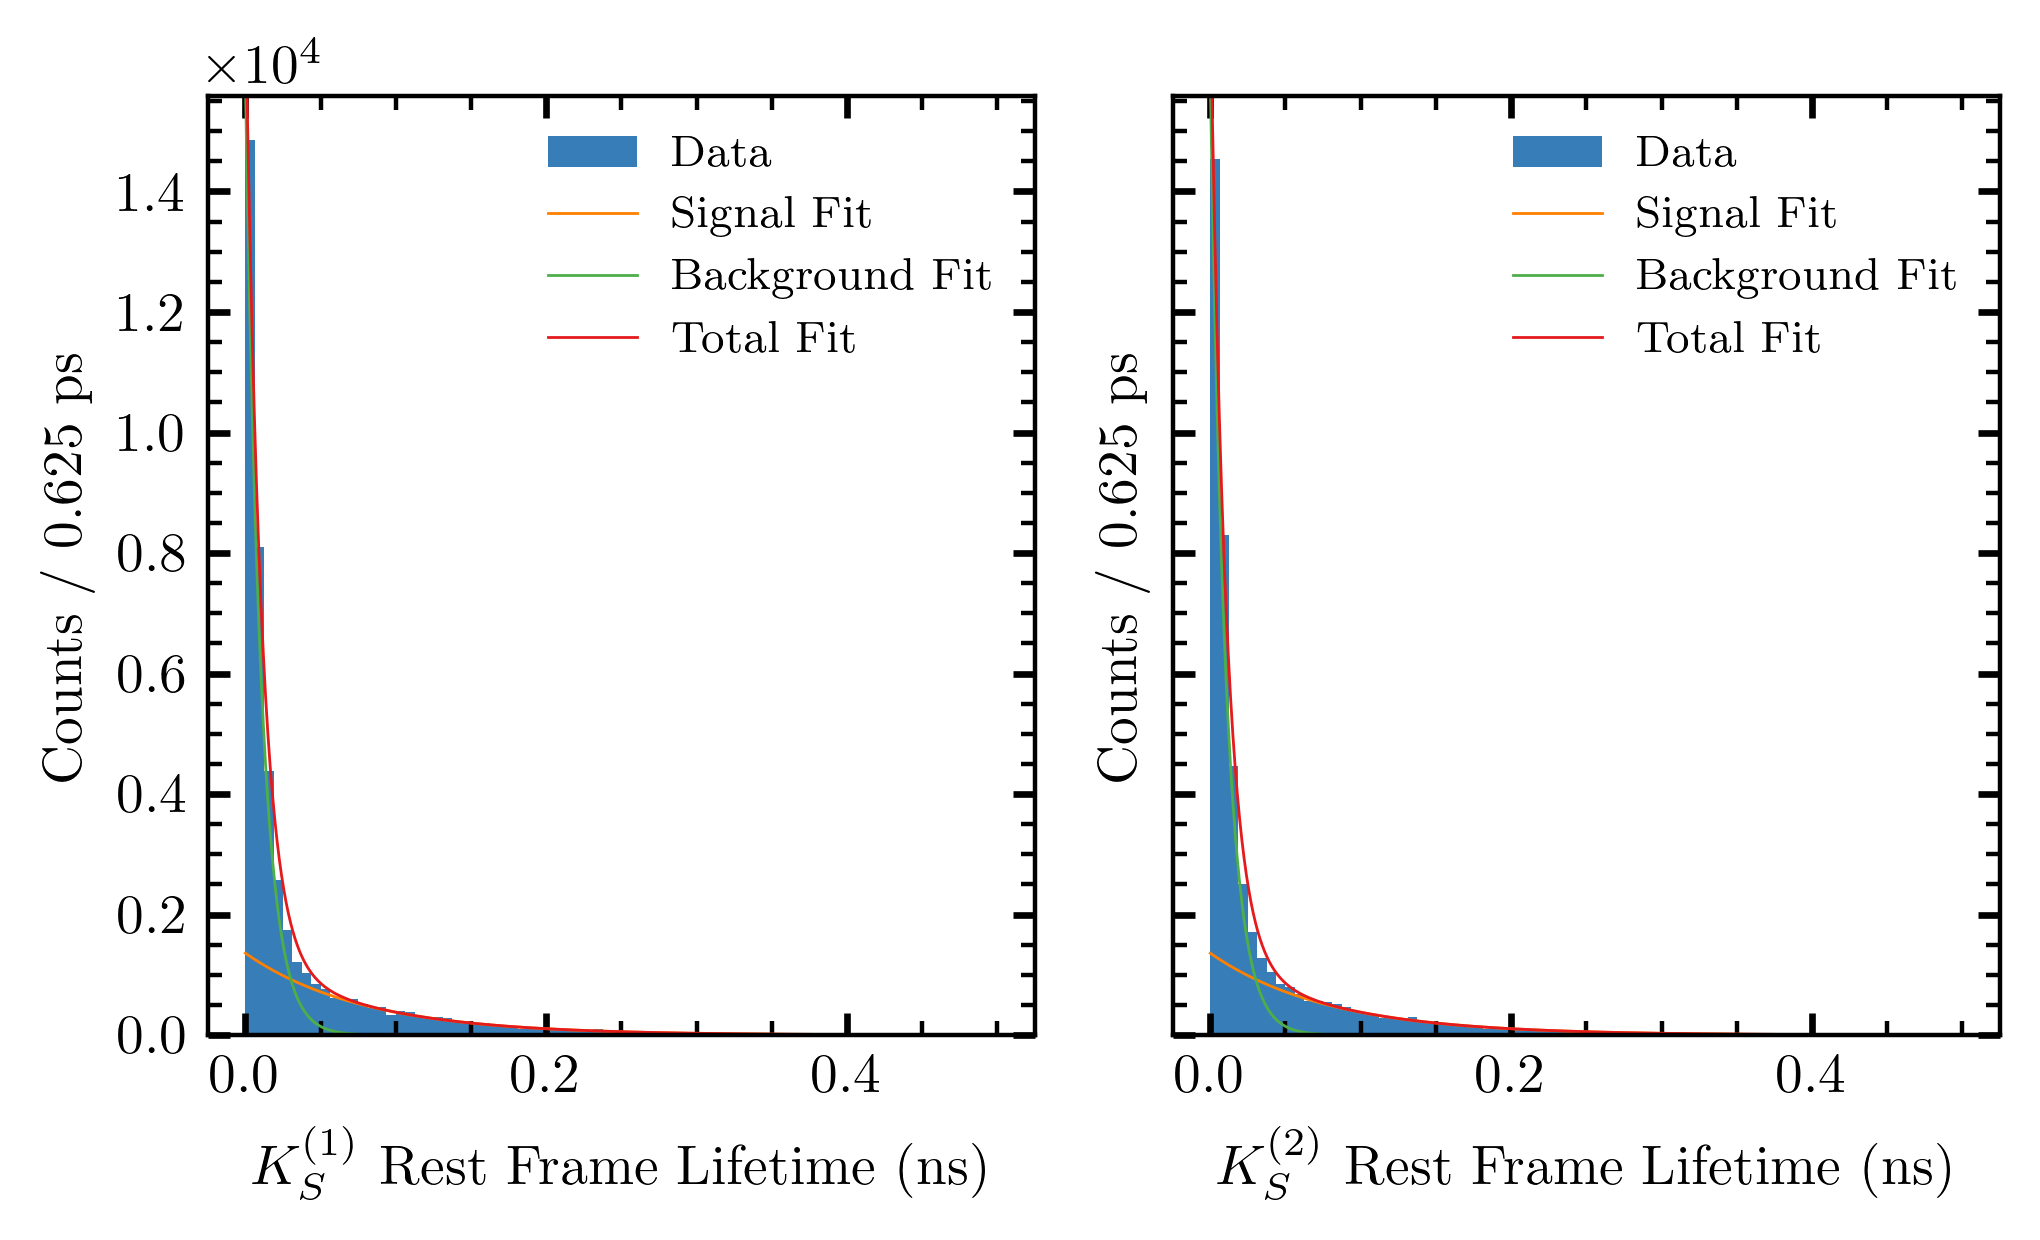 ×10⁴
Counts / 0.625 ps
1.4
1.2
1.0
0.8
0.6
0.4
0.2
0.0
0.0 0.2 0.4
K_S^{(1)} Rest Frame Lifetime (ns)
Data
Signal Fit
Background Fit
Total Fit
Counts / 0.625 ps
0.0 0.2 0.4
K_S^{(2)} Rest Frame Lifetime (ns)
Data
Signal Fit
Background Fit
Total Fit